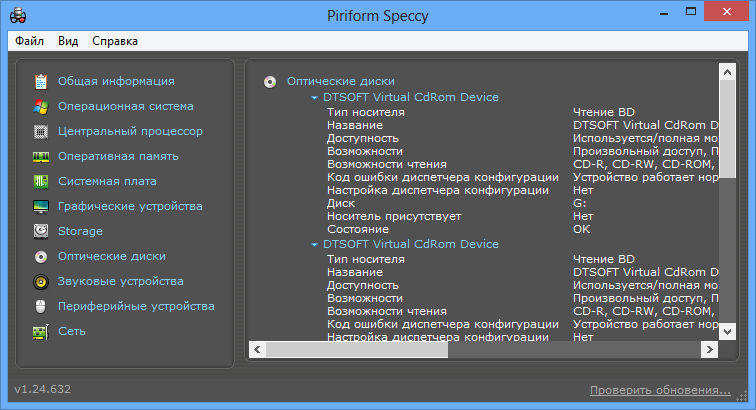 Piriform Speccy
Файл Вид Справка
Общая информация
Операционная система
Центральный процессор
Оперативная память
Системная плата
Графические устройства
Storage
Оптические диски
Звуковые устройства
Периферийные устройства
Сеть
Оптические диски
DTSOFT Virtual CdRom Device
Тип носителя Чтение BD
Название DTSOFT Virtual CdRom D
Доступность Используется/полная мо
Возможности Произвольный доступ, П
Возможности чтения CD-R, CD-RW, CD-ROM,
Код ошибки диспетчера конфигурации Устройство работает нор
Настройка диспетчера конфигурации Нет
Диск G:
Носитель присутствует Нет
Состояние OK
DTSOFT Virtual CdRom Device
Тип носителя Чтение BD
Название DTSOFT Virtual CdRom D
Доступность Используется/полная мо
Возможности Произвольный доступ, П
Возможности чтения CD-R, CD-RW, CD-ROM,
Код ошибки диспетчера конфигурации Устройство работает нор
Настройка диспетчера конфигурации Нет
v1.24.632 Проверить обновения...